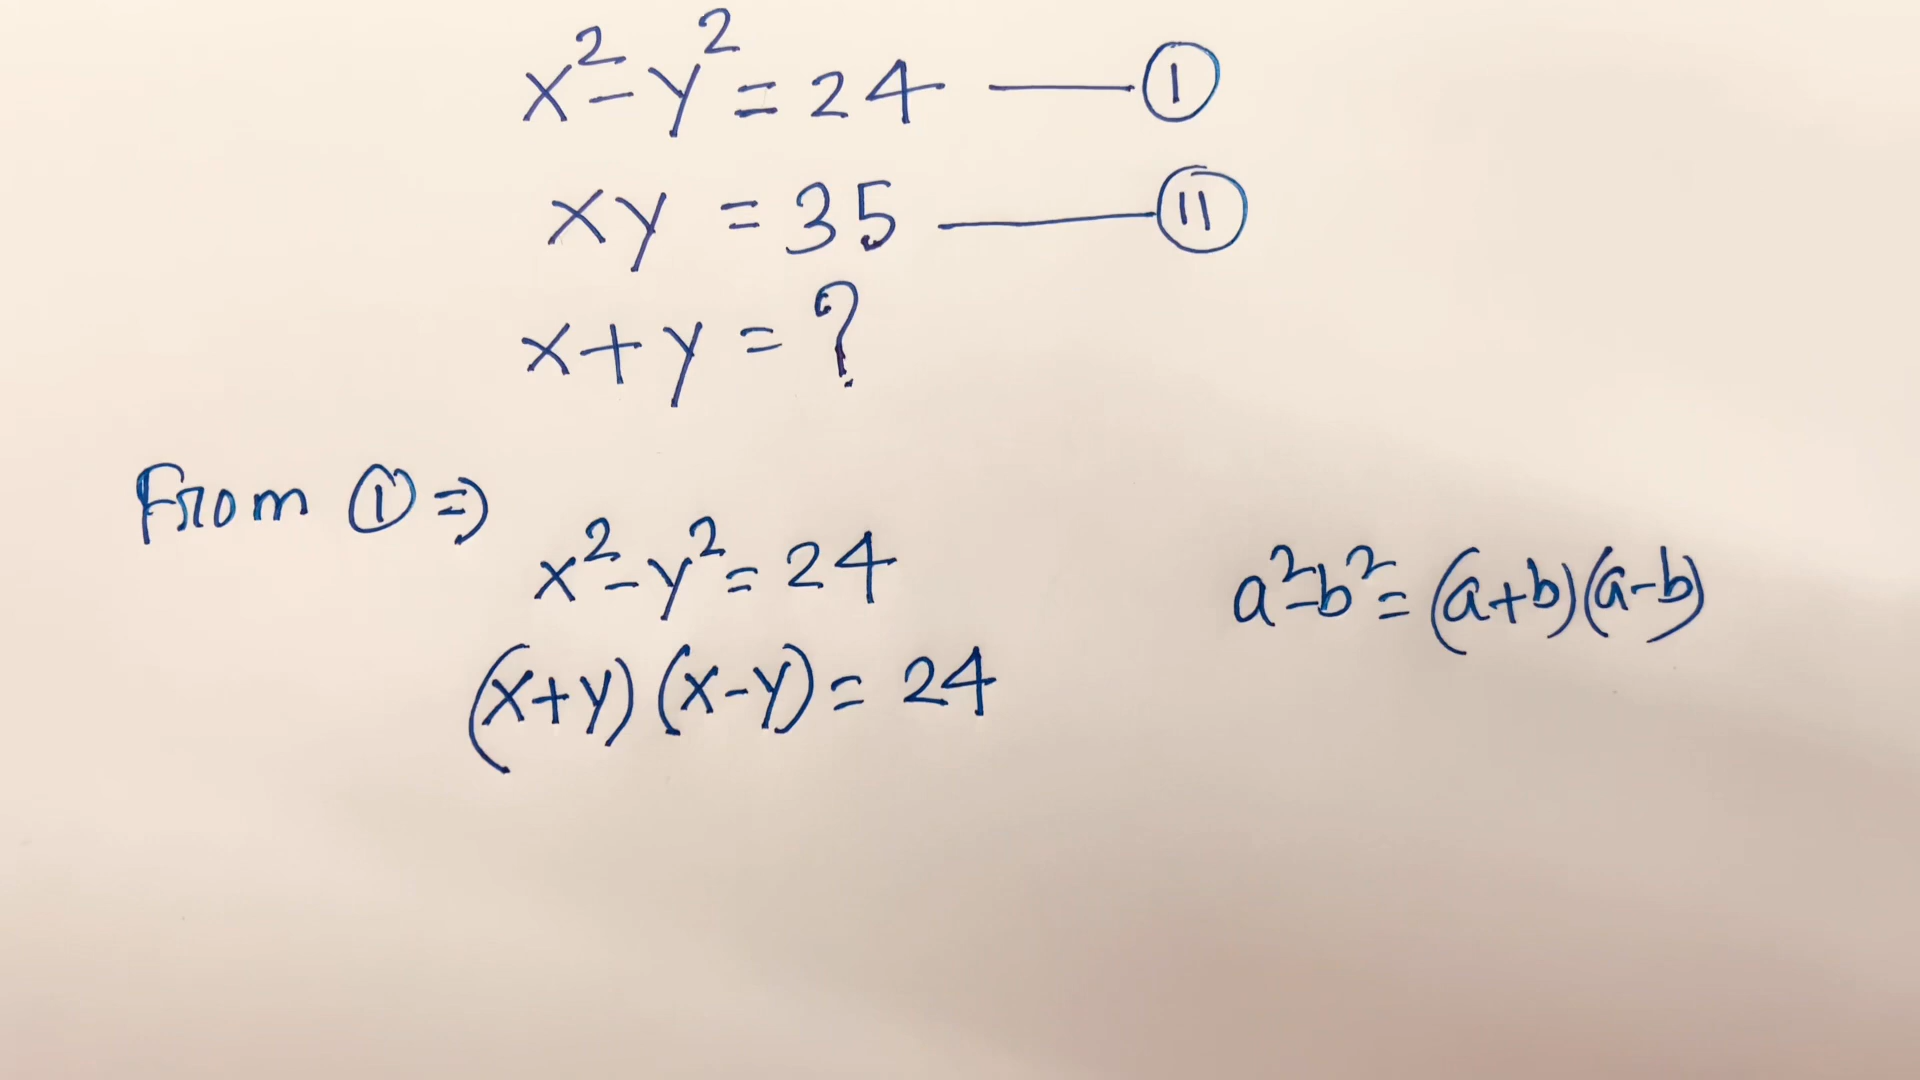 x²-y²=24 —— ①
xy = 35 —— ⑪
x+y = ?
From ① ⇒
x²-y²=24
a²-b²=(a+b)(a-b)
(x+y)(x-y)= 24